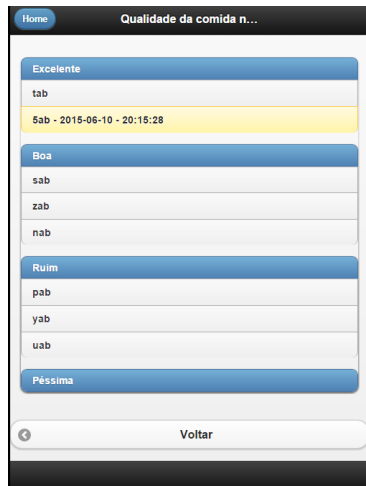 Home
Qualidade da comida n...
Excelente
tab
5ab - 2015-06-10 - 20:15:28
Boa
sab
zab
nab
Ruim
pab
yab
uab
Péssima
Voltar